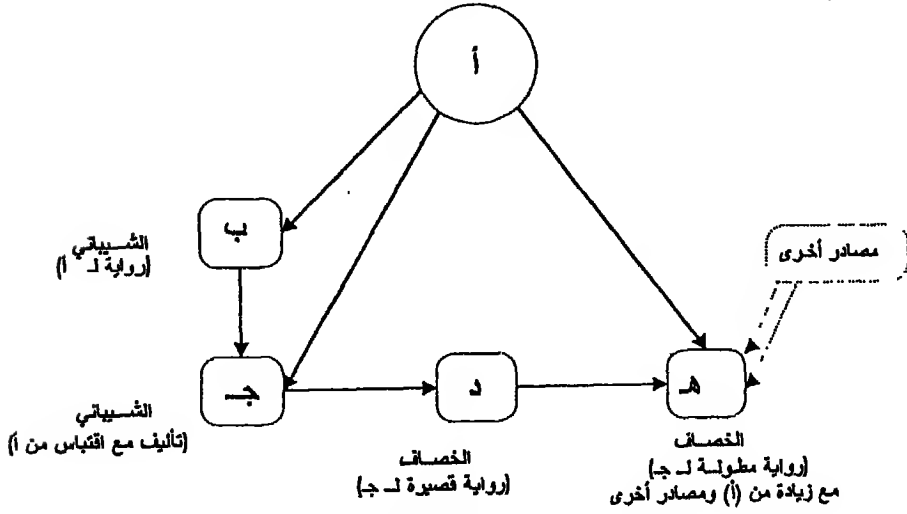 أ
ب
الشيباني
(رواية لـ أ)
مصادر أخرى
جـ
د
هـ
الشيباني
(تأليف مع اقتباس من أ)
الخصاف
(رواية قصيرة لـ جـ)
الخصاف
(رواية مطولة لـ جـ)
مع زيادة من (أ) ومصادر أخرى